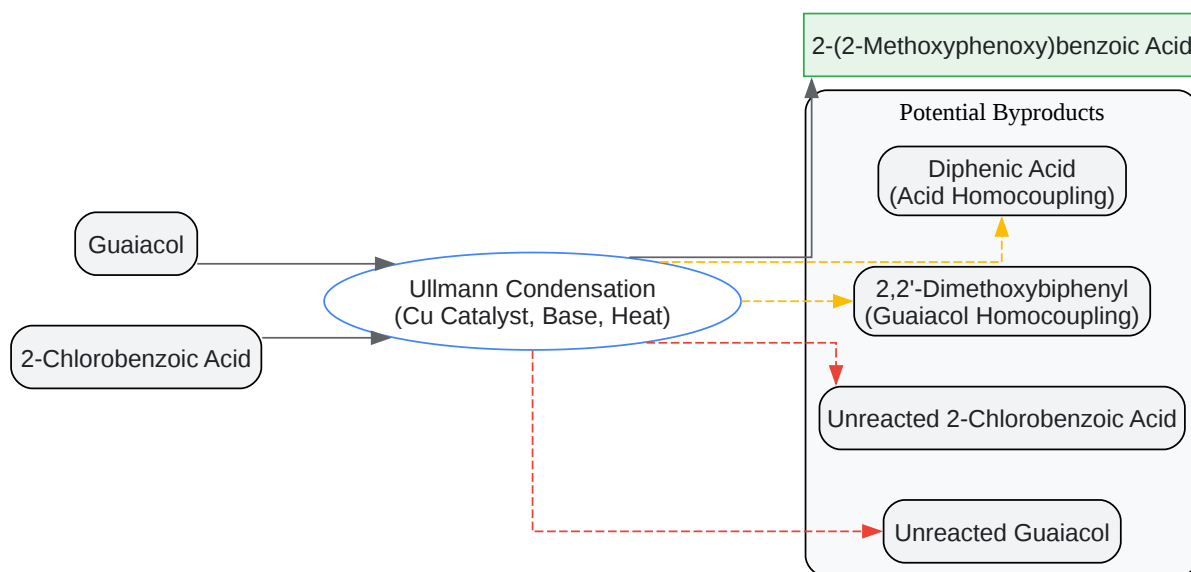 2-(2-Methoxyphenoxy)benzoic Acid
Potential Byproducts
Diphenic Acid
(Acid Homocoupling)
Guaiacol
2,2'-Dimethoxybiphenyl
(Guaiacol Homocoupling)
Ullmann Condensation
(Cu Catalyst, Base, Heat)
2-Chlorobenzoic Acid
Unreacted 2-Chlorobenzoic Acid
Unreacted Guaiacol